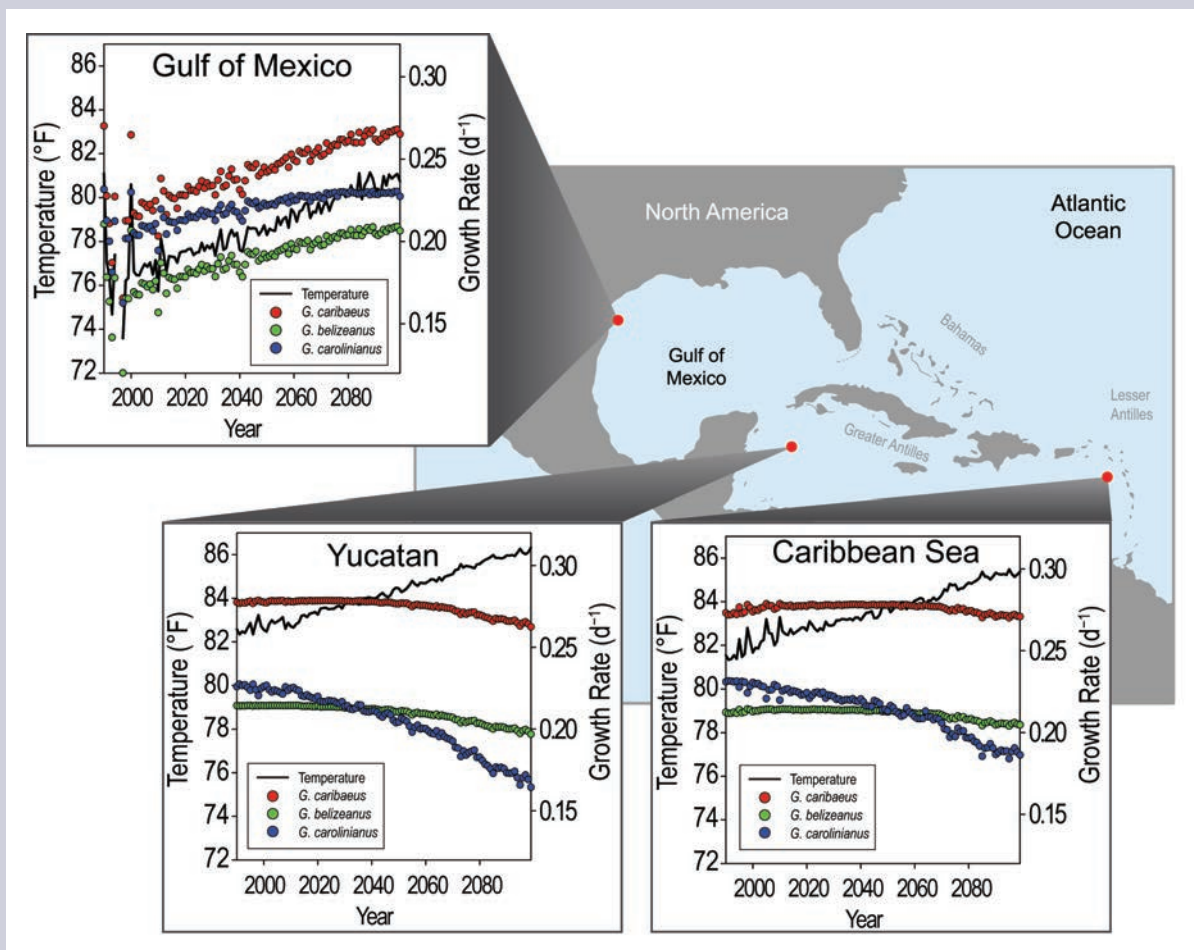 Gulf of Mexico
86
84
82
80
78
76
74
72
Temperature (°F)
0.30
0.25
0.20
0.15
Growth Rate (d⁻¹)
Temperature
G. caribaeus
G. belizeanus
G. carolinianus
2000 2020 2040 2060 2080
Year
North America
Atlantic
Ocean
Gulf of
Mexico
Bahamas
Greater Antilles
Lesser
Antilles
Yucatan
86
84
82
80
78
76
74
72
Temperature (°F)
0.30
0.25
0.20
0.15
Growth Rate (d⁻¹)
Temperature
G. caribaeus
G. belizeanus
G. carolinianus
2000 2020 2040 2060 2080
Year
Caribbean Sea
86
84
82
80
78
76
74
72
Temperature (°F)
0.30
0.25
0.20
0.15
Growth Rate (d⁻¹)
Temperature
G. caribaeus
G. belizeanus
G. carolinianus
2000 2020 2040 2060 2080
Year